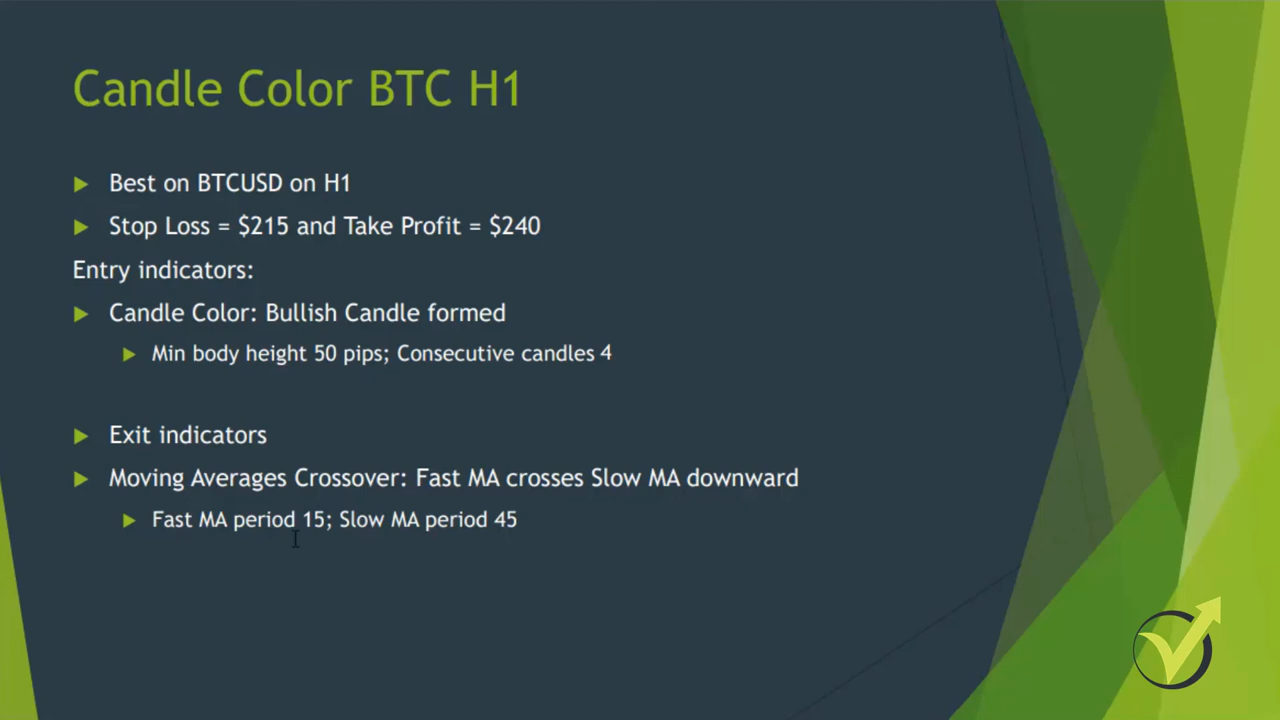 Candle Color BTC H1
Best on BTCUSD on H1
Stop Loss = $215 and Take Profit = $240
Entry indicators:
Candle Color: Bullish Candle formed
Min body height 50 pips; Consecutive candles 4
Exit indicators
Moving Averages Crossover: Fast MA crosses Slow MA downward
Fast MA period 15; Slow MA period 45